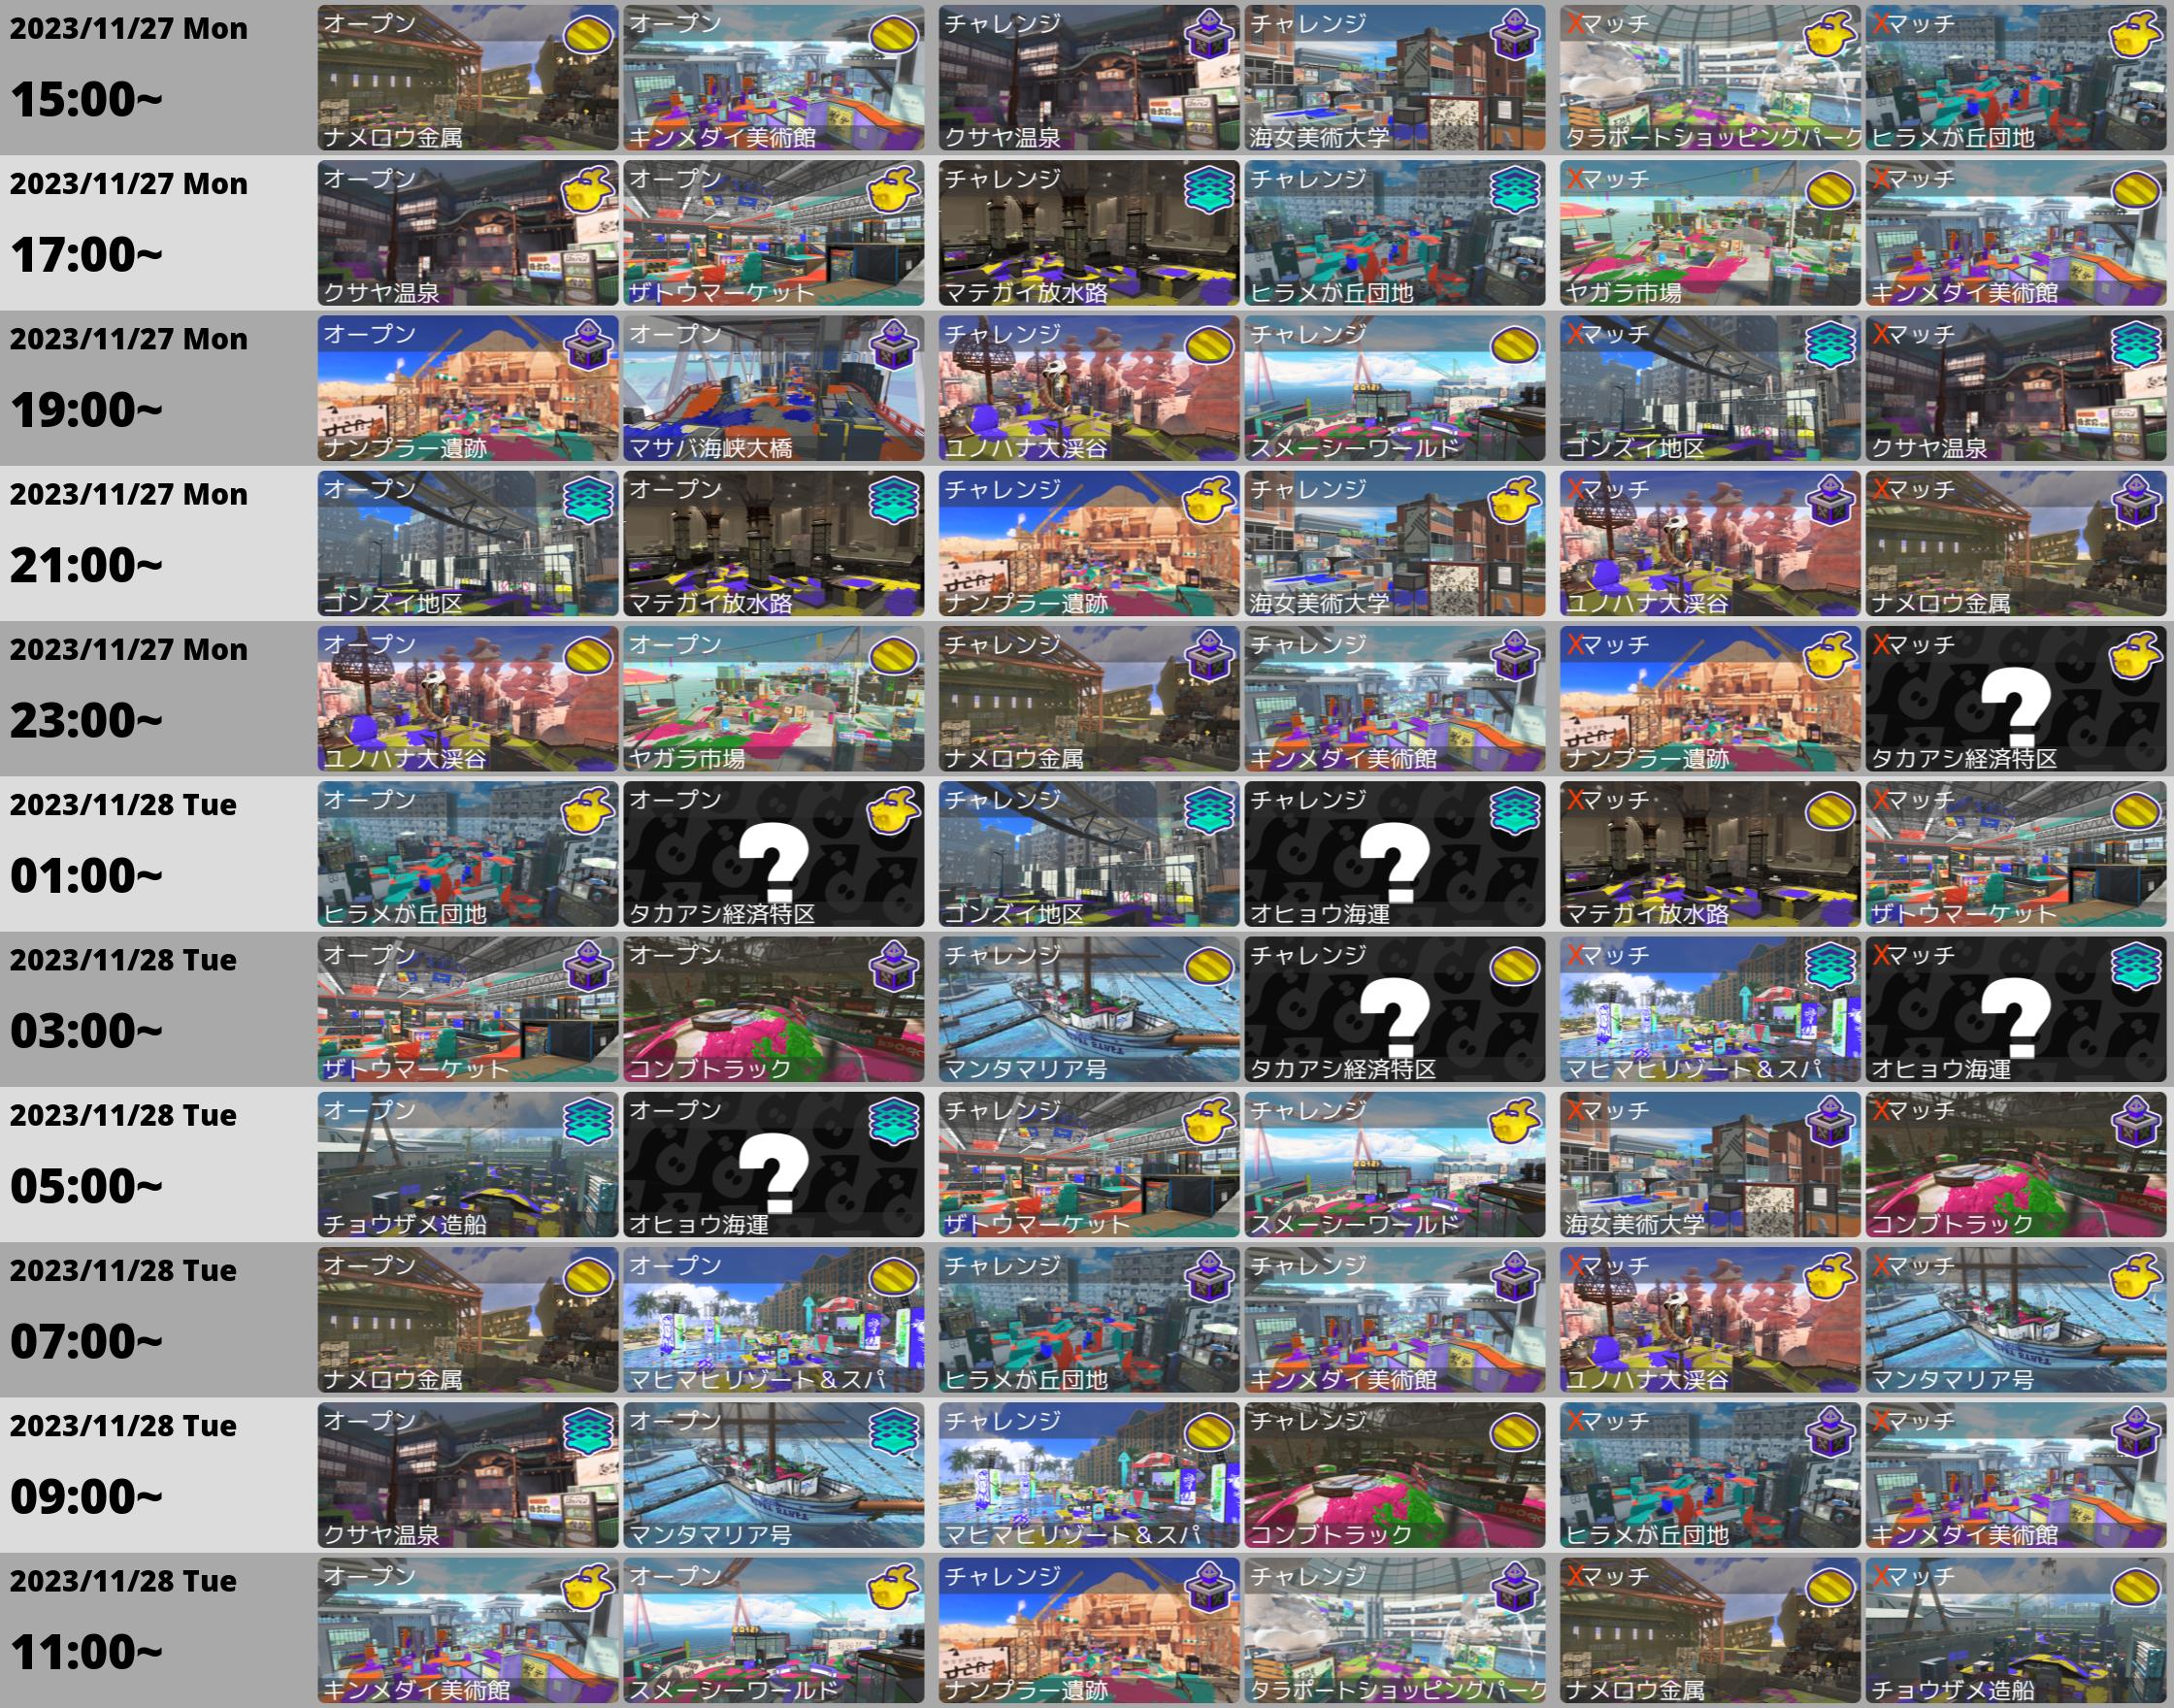 2023/11/27 Mon
15:00~
オープン
ナメロウ金属
オープン
キンメダイ美術館
チャレンジ
クサヤ温泉
チャレンジ
海女美術大学
Xマッチ
タラポートショッピングパーク
Xマッチ
ヒラメが丘団地
2023/11/27 Mon
17:00~
オープン
クサヤ温泉
オープン
ザトウマーケット
チャレンジ
マテガイ放水路
チャレンジ
ヒラメが丘団地
Xマッチ
ヤガラ市場
Xマッチ
キンメダイ美術館
2023/11/27 Mon
19:00~
オープン
ナンプラー遺跡
オープン
マサバ海峡大橋
チャレンジ
ユノハナ大渓谷
チャレンジ
スメーシーワールド
Xマッチ
ゴンズイ地区
Xマッチ
クサヤ温泉
2023/11/27 Mon
21:00~
オープン
ゴンズイ地区
オープン
マテガイ放水路
チャレンジ
ナンプラー遺跡
チャレンジ
海女美術大学
Xマッチ
ユノハナ大渓谷
Xマッチ
ナメロウ金属
2023/11/27 Mon
23:00~
オープン
ユノハナ大渓谷
オープン
ヤガラ市場
チャレンジ
ナメロウ金属
チャレンジ
キンメダイ美術館
Xマッチ
ナンプラー遺跡
Xマッチ
?
タカアシ経済特区
2023/11/28 Tue
01:00~
オープン
ヒラメが丘団地
オープン
?
タカアシ経済特区
チャレンジ
ゴンズイ地区
チャレンジ
?
オヒョウ海運
Xマッチ
マテガイ放水路
Xマッチ
ザトウマーケット
2023/11/28 Tue
03:00~
オープン
ザトウマーケット
オープン
コンブトラック
チャレンジ
マンタマリア号
チャレンジ
?
タカアシ経済特区
Xマッチ
マヒマヒリゾート＆スパ
Xマッチ
?
オヒョウ海運
2023/11/28 Tue
05:00~
オープン
チョウザメ造船
オープン
?
オヒョウ海運
チャレンジ
ザトウマーケット
チャレンジ
スメーシーワールド
Xマッチ
海女美術大学
Xマッチ
コンブトラック
2023/11/28 Tue
07:00~
オープン
ナメロウ金属
オープン
マヒマヒリゾート＆スパ
チャレンジ
ヒラメが丘団地
チャレンジ
キンメダイ美術館
Xマッチ
ユノハナ大渓谷
Xマッチ
マンタマリア号
2023/11/28 Tue
09:00~
オープン
クサヤ温泉
オープン
マンタマリア号
チャレンジ
マヒマヒリゾート＆スパ
チャレンジ
コンブトラック
Xマッチ
ヒラメが丘団地
Xマッチ
キンメダイ美術館
2023/11/28 Tue
11:00~
オープン
キンメダイ美術館
オープン
スメーシーワールド
チャレンジ
ナンプラー遺跡
チャレンジ
タラポートショッピングパーク
Xマッチ
ナメロウ金属
Xマッチ
チョウザメ造船